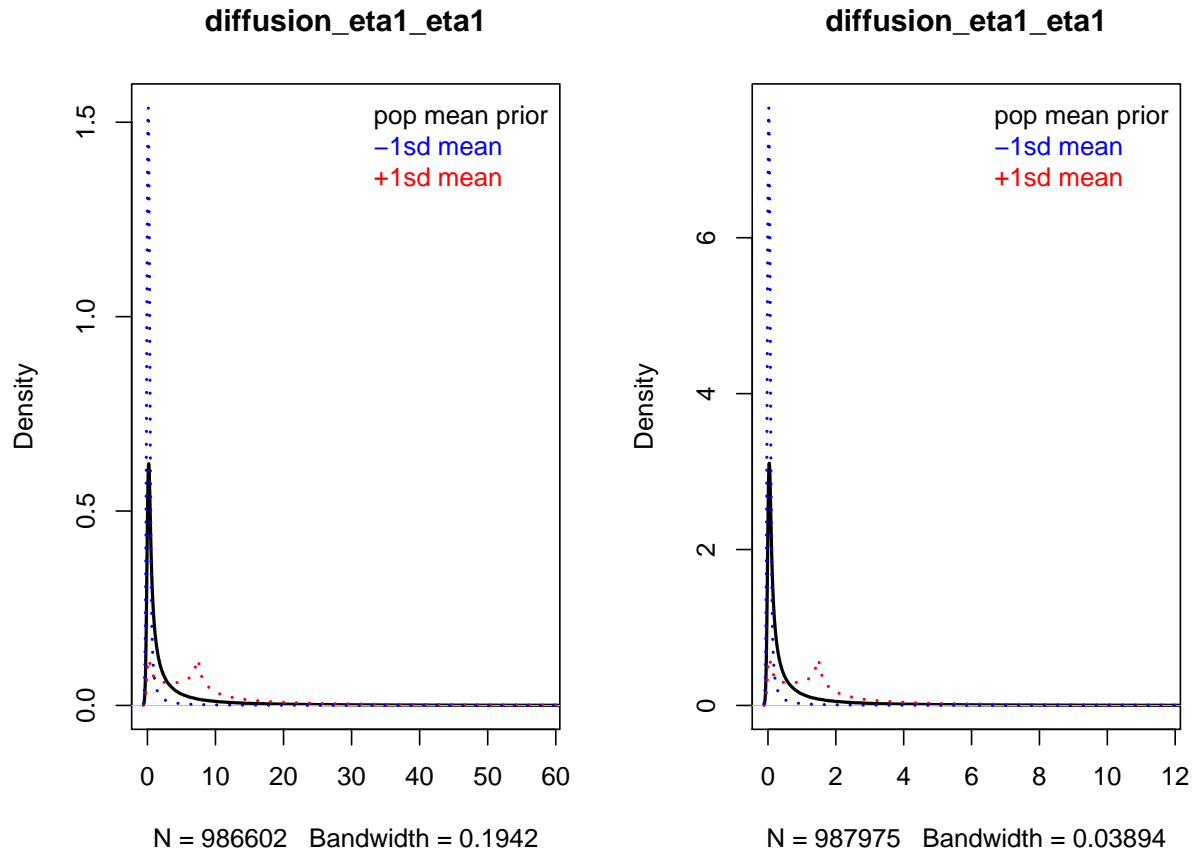 diffusion_eta1_eta1
pop mean prior
−1sd mean
+1sd mean
Density
0.0
0.5
1.0
1.5
0 10 20 30 40 50 60
N = 986602 Bandwidth = 0.1942
diffusion_eta1_eta1
pop mean prior
−1sd mean
+1sd mean
Density
0
2
4
6
0 2 4 6 8 10 12
N = 987975 Bandwidth = 0.03894